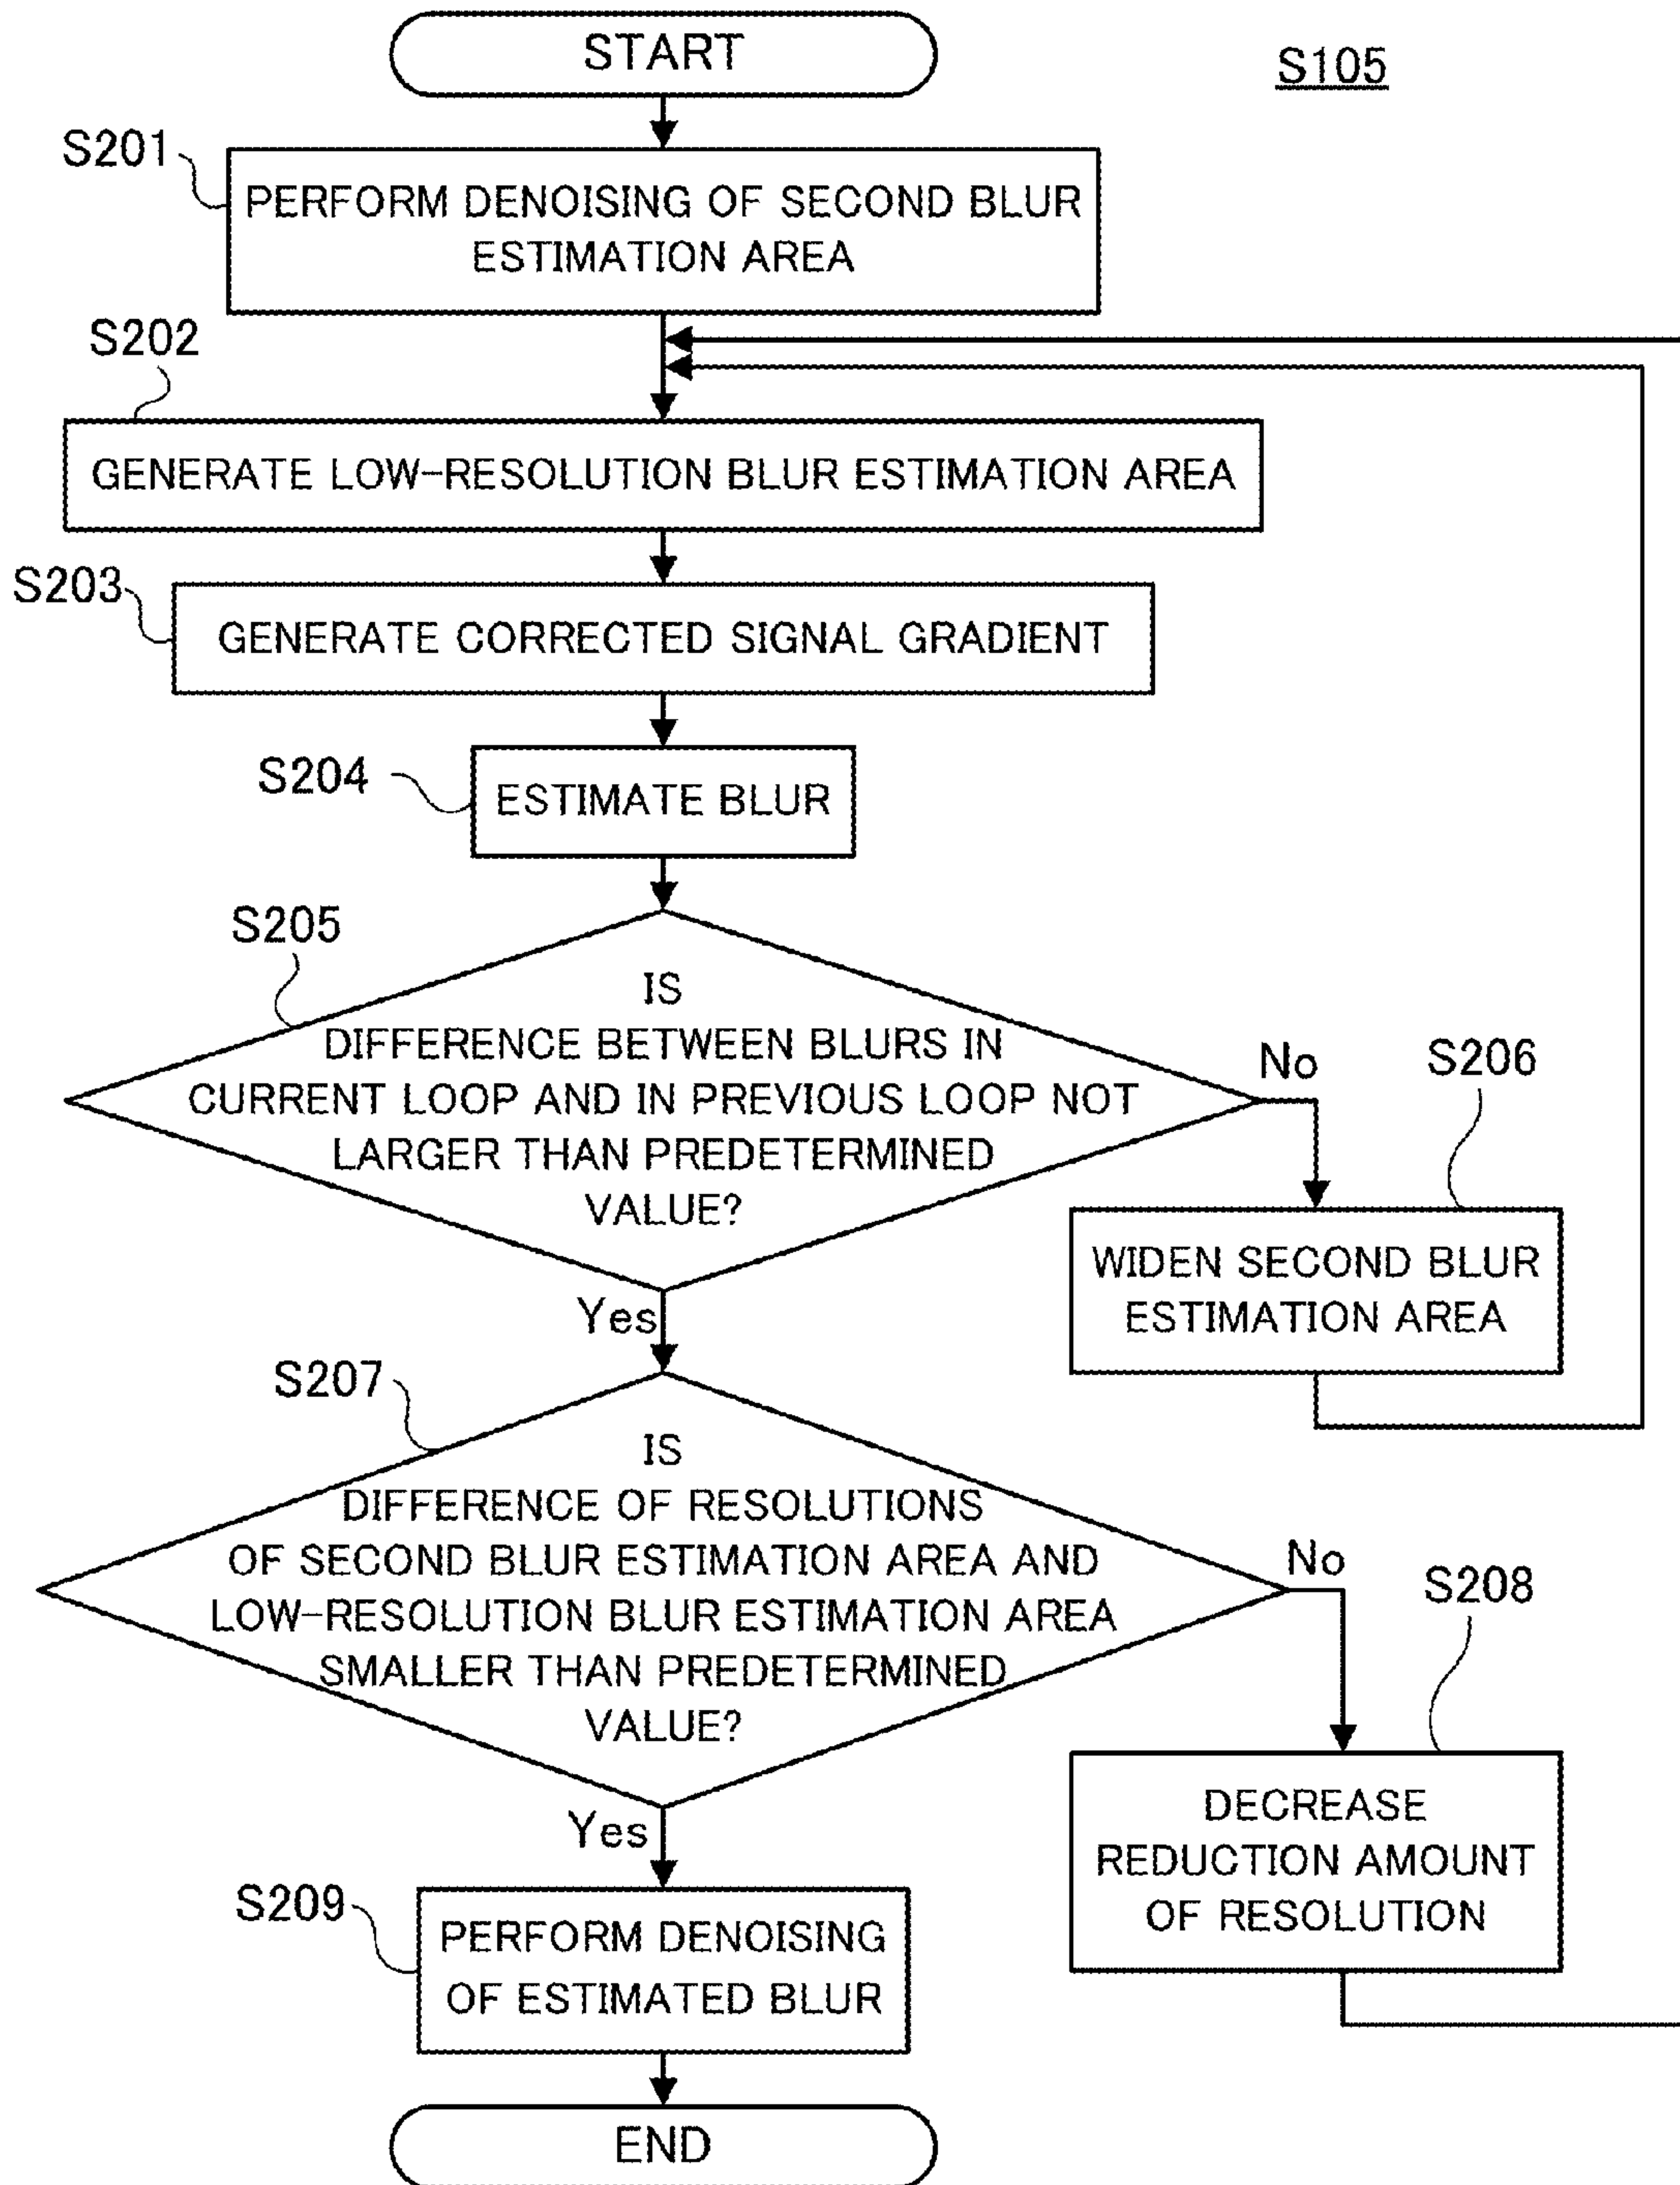 START
S105
S201
PERFORM DENOISING OF SECOND BLUR
ESTIMATION AREA
S202
GENERATE LOW-RESOLUTION BLUR ESTIMATION AREA
S203
GENERATE CORRECTED SIGNAL GRADIENT
S204
ESTIMATE BLUR
S205
IS
DIFFERENCE BETWEEN BLURS IN
CURRENT LOOP AND IN PREVIOUS LOOP NOT
LARGER THAN PREDETERMINED
VALUE?
No
S206
WIDEN SECOND BLUR
ESTIMATION AREA
Yes
S207
IS
DIFFERENCE OF RESOLUTIONS
OF SECOND BLUR ESTIMATION AREA AND
LOW-RESOLUTION BLUR ESTIMATION AREA
SMALLER THAN PREDETERMINED
VALUE?
No
S208
DECREASE
REDUCTION AMOUNT
OF RESOLUTION
Yes
S209
PERFORM DENOISING
OF ESTIMATED BLUR
END